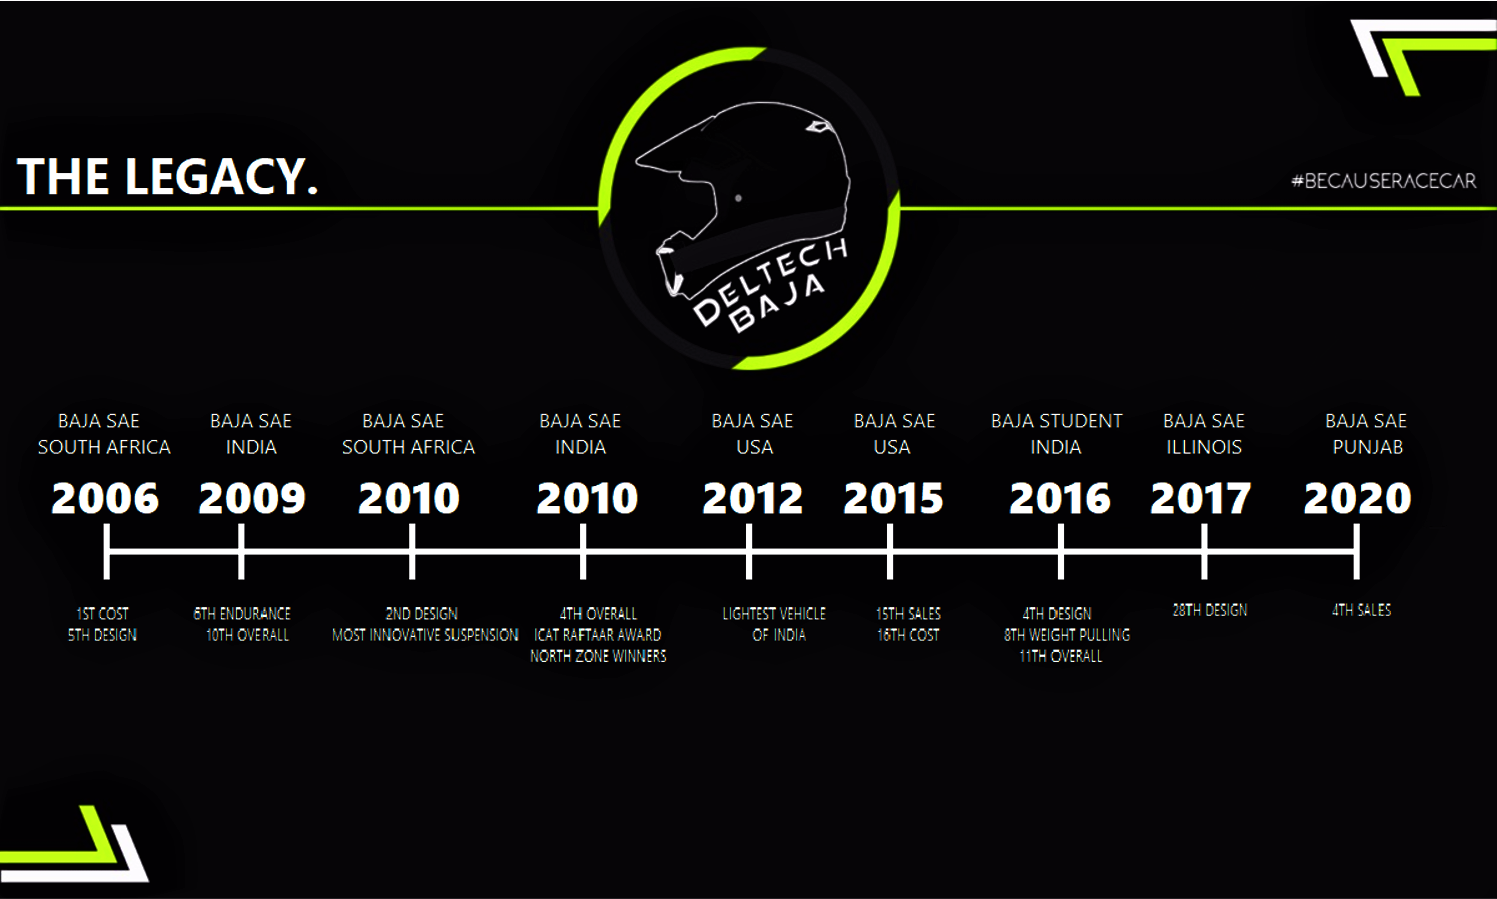 THE LEGACY.
#BECAUSERACECAR
DELTECH
BAJA
BAJA SAE
SOUTH AFRICA
2006
1ST COST
5TH DESIGN
BAJA SAE
INDIA
2009
6TH ENDURANCE
10TH OVERALL
BAJA SAE
SOUTH AFRICA
2010
2ND DESIGN
MOST INNOVATIVE SUSPENSION
BAJA SAE
INDIA
2010
4TH OVERALL
ICAT RAFTAAR AWARD
NORTH ZONE WINNERS
BAJA SAE
USA
2012
LIGHTEST VEHICLE
OF INDIA
BAJA SAE
USA
2015
15TH SALES
16TH COST
BAJA STUDENT
INDIA
2016
4TH DESIGN
8TH WEIGHT PULLING
11TH OVERALL
BAJA SAE
ILLINOIS
2017
28TH DESIGN
BAJA SAE
PUNJAB
2020
4TH SALES